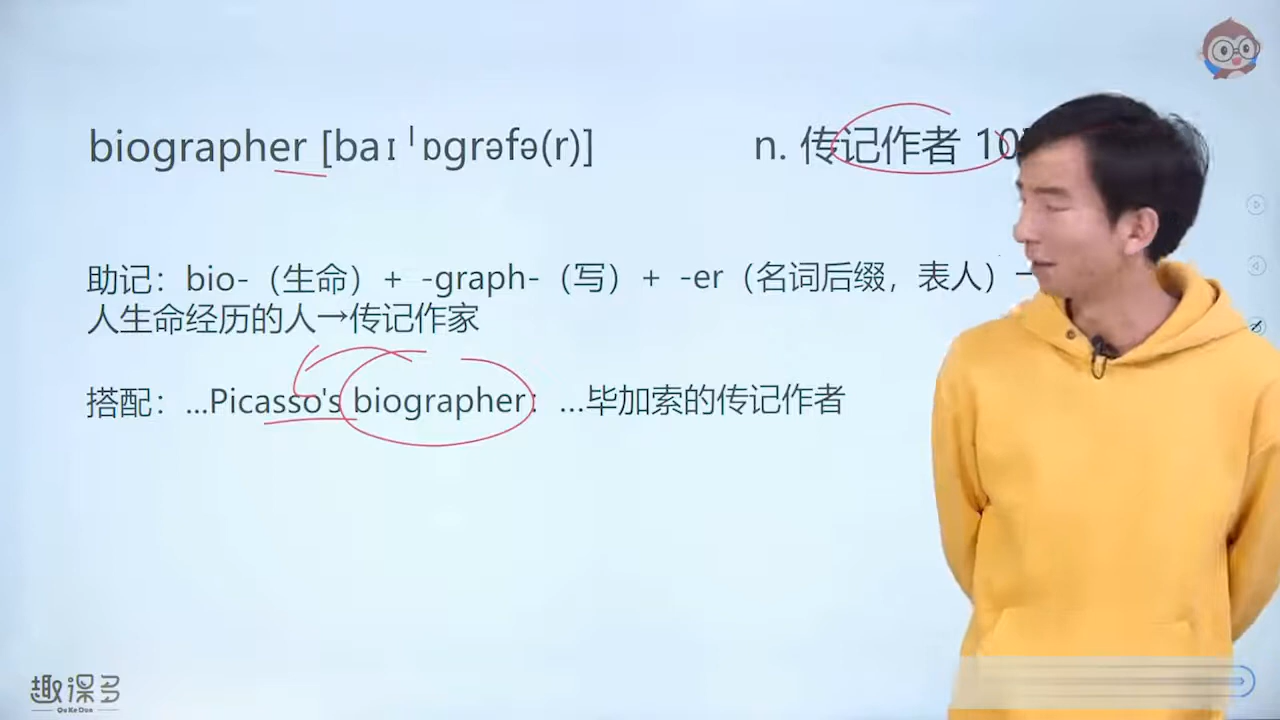 biographer [baɪˈɒgrəfə(r)] n. 传记作者 10
助记：bio-（生命）+ -graph-（写）+ -er（名词后缀，表人）
人生命经历的人→传记作家
搭配：...Picasso's biographer：...毕加索的传记作者
趣课多
QuKeDuo